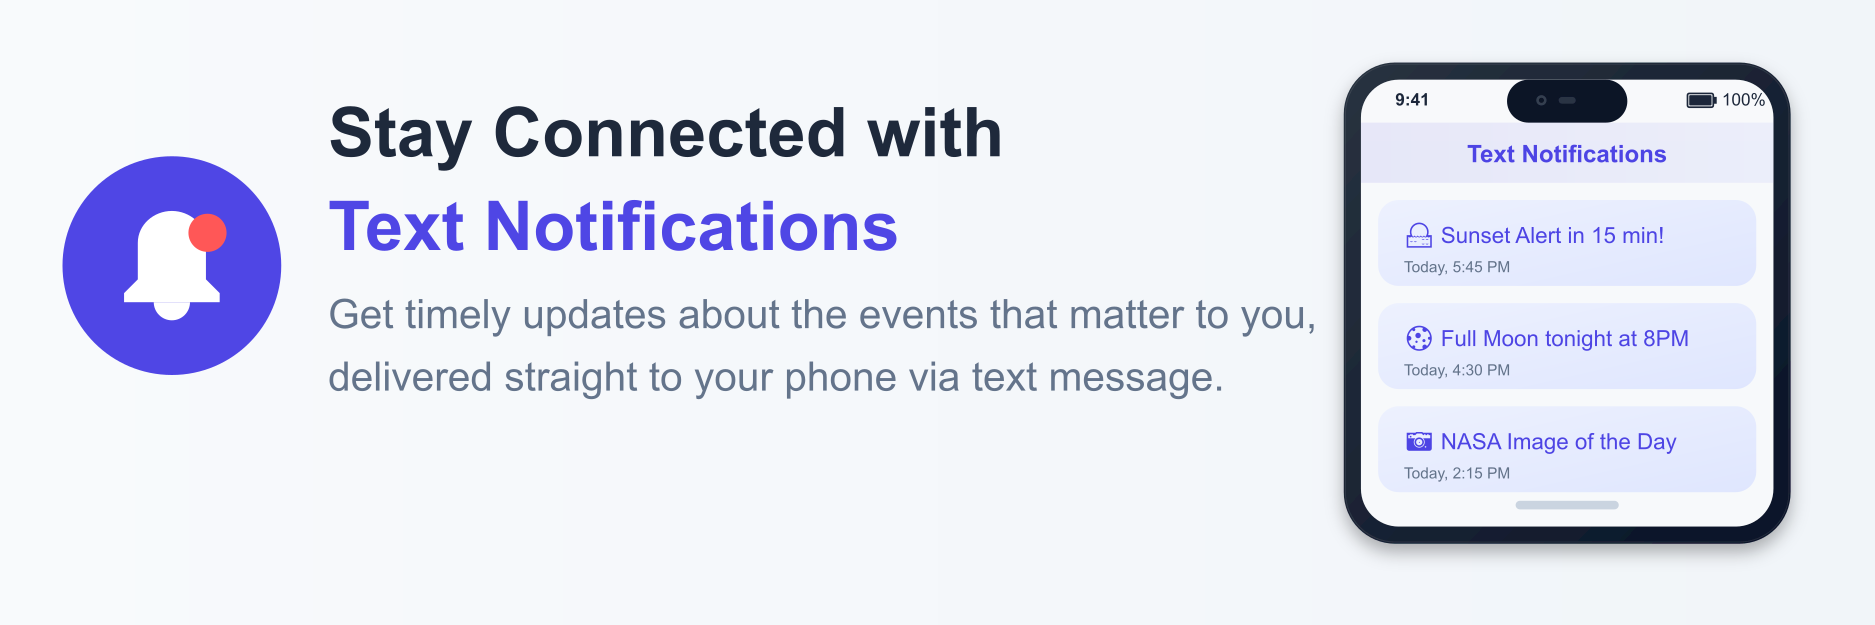 Stay Connected with
Text Notifications
Get timely updates about the events that matter to you,
delivered straight to your phone via text message.
9:41
100%
Text Notifications
Sunset Alert in 15 min!
Today, 5:45 PM
Full Moon tonight at 8PM
Today, 4:30 PM
NASA Image of the Day
Today, 2:15 PM